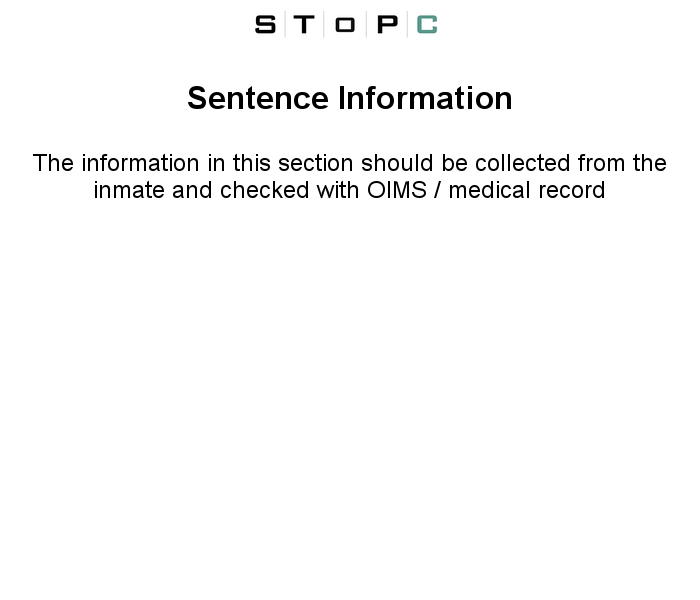 STOPC
Sentence Information
The information in this section should be collected from the
inmate and checked with OIMS / medical record